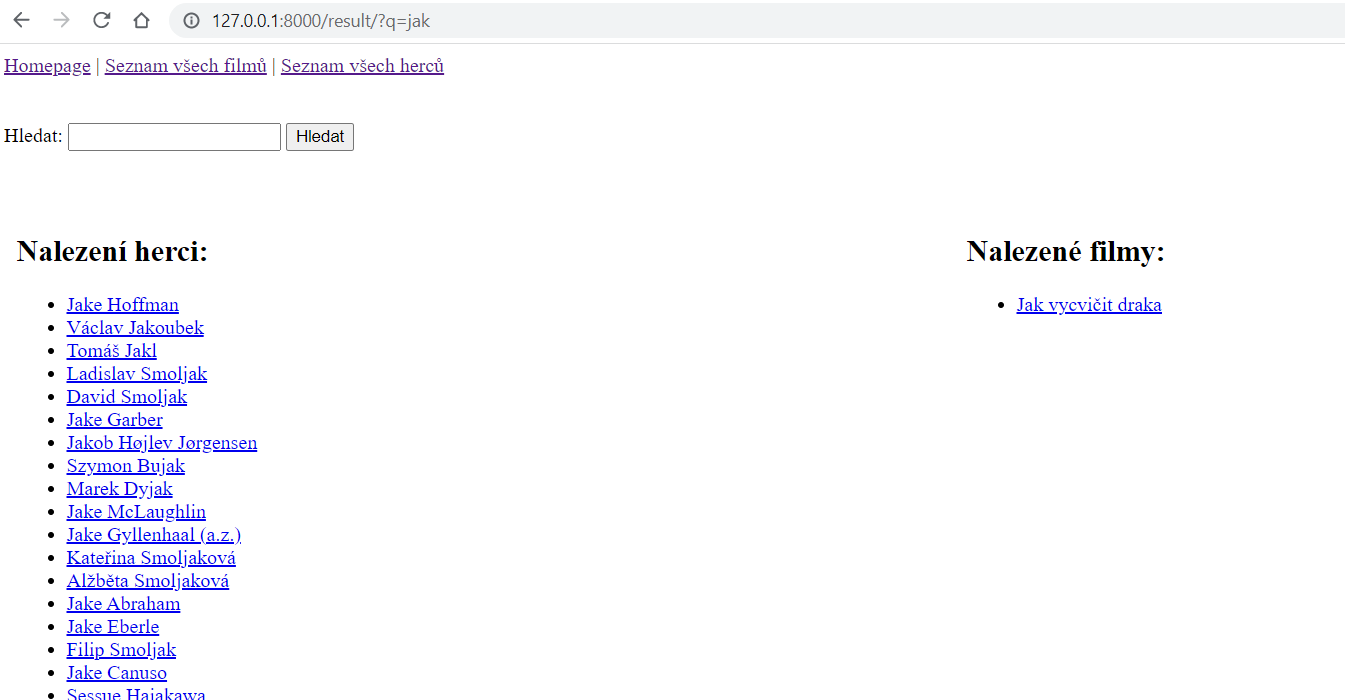 127.0.0.1:8000/result/?q=jak
Homepage | Seznam všech filmů | Seznam všech herců
Hledat: Hledat
Nalezení herci:
Jake Hoffman
Václav Jakoubek
Tomáš Jakl
Ladislav Smoljak
David Smoljak
Jake Garber
Jakob Højlev Jørgensen
Szymon Bujak
Marek Dyjak
Jake McLaughlin
Jake Gyllenhaal (a.z.)
Kateřina Smoljaková
Alžběta Smoljaková
Jake Abraham
Jake Eberle
Filip Smoljak
Jake Canuso
Sessue Hajakawa
Nalezené filmy:
Jak vycvičit draka